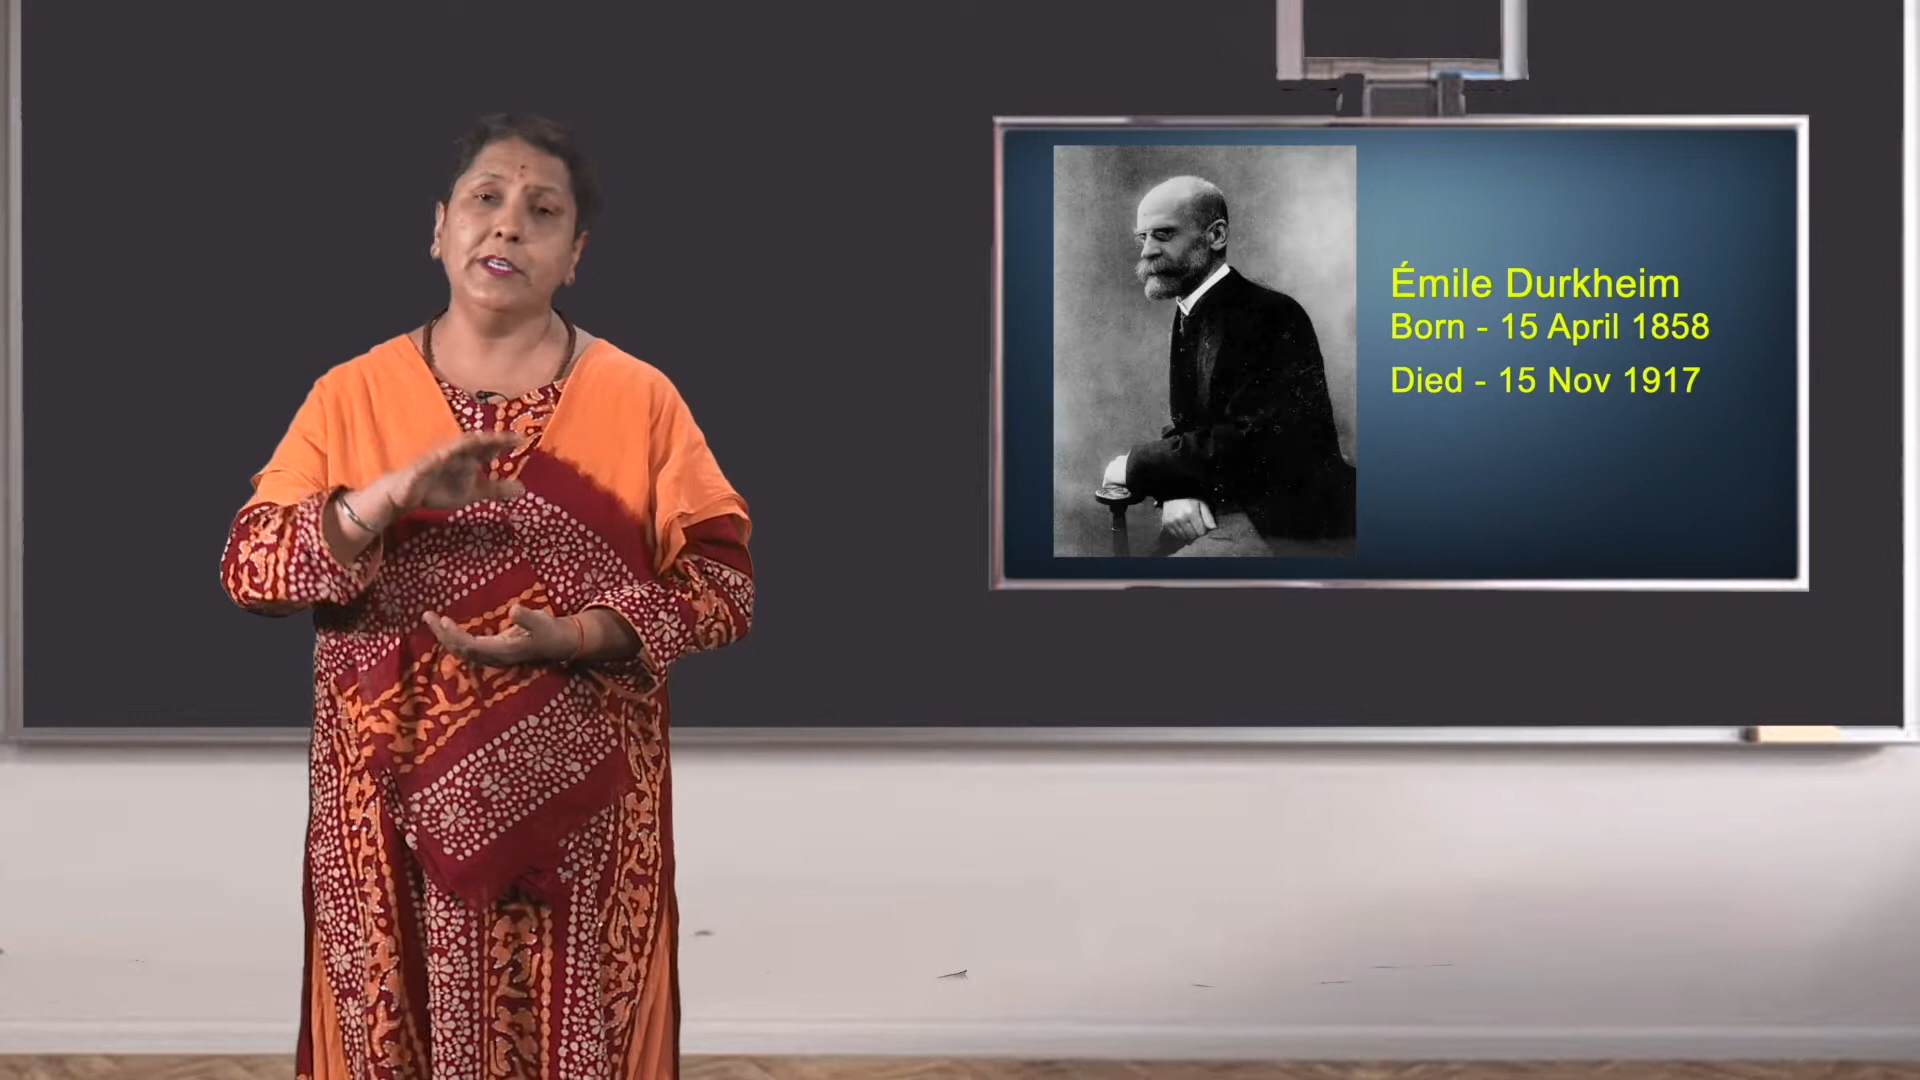 Émile Durkheim
Born - 15 April 1858
Died - 15 Nov 1917